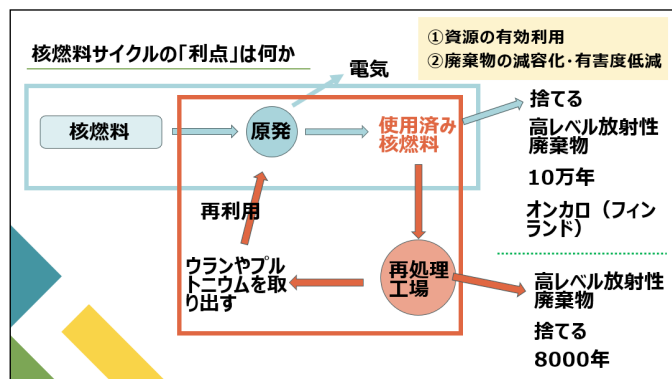 核燃料サイクルの「利点」は何か
①資源の有効利用
②廃棄物の減容化・有害度低減
電気
核燃料
原発
使用済み
核燃料
捨てる
高レベル放射性
廃棄物
10万年
オンカロ（フィン
ランド）
再利用
ウランやプル
トニウムを取
り出す
再処理
工場
高レベル放射性
廃棄物
捨てる
8000年